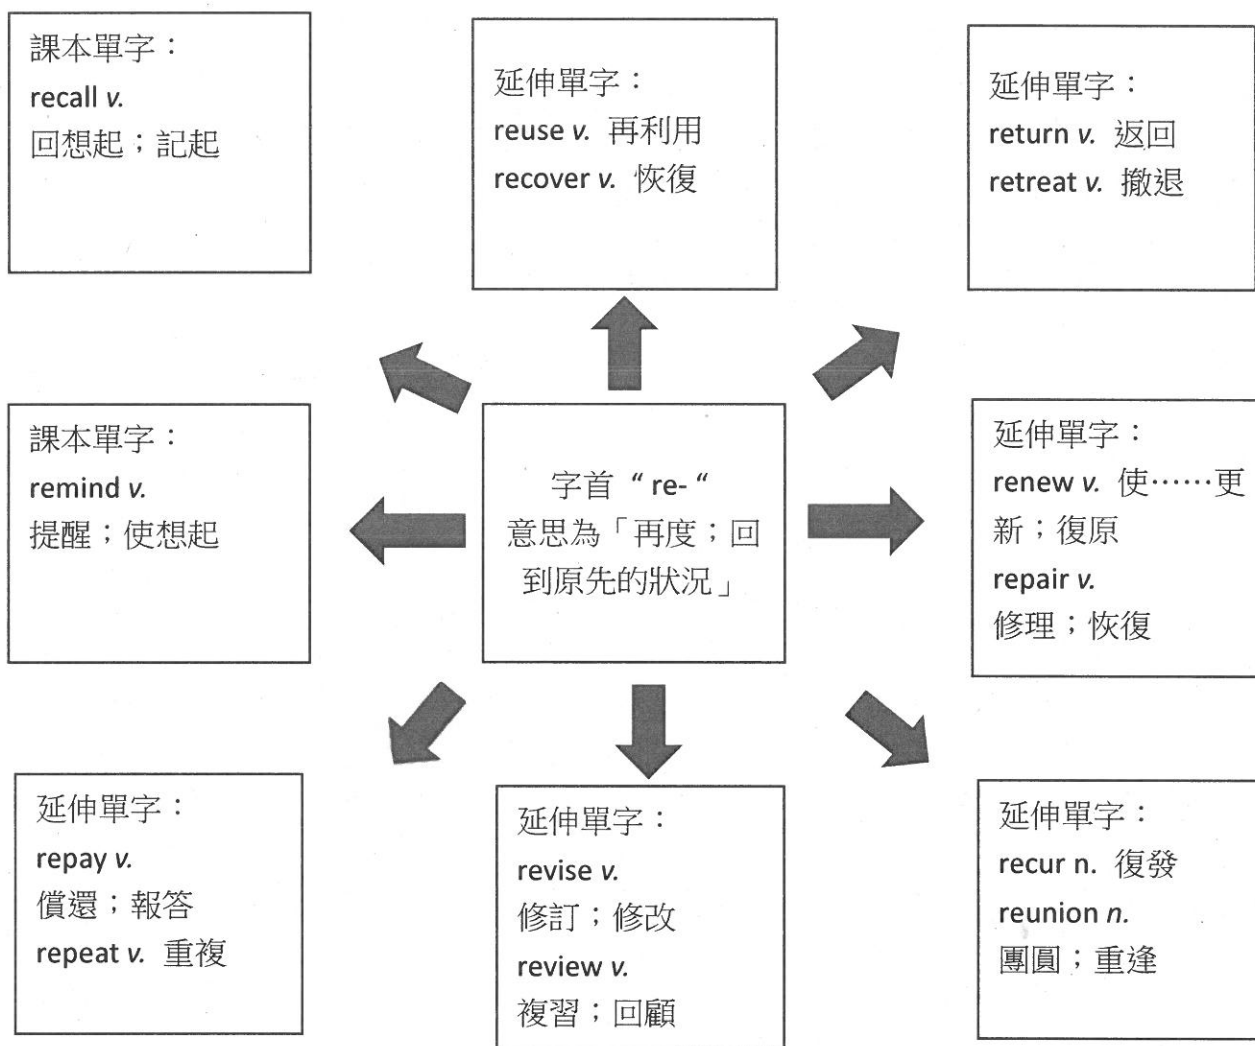 課本單字：
recall v.
回想起；記起
延伸單字：
reuse v. 再利用
recover v. 恢復
延伸單字：
return v. 返回
retreat v. 撤退
課本單字：
remind v.
提醒；使想起
字首 “ re- “
意思為「再度；回
到原先的狀況」
延伸單字：
renew v. 使……更
新；復原
repair v.
修理；恢復
延伸單字：
repay v.
償還；報答
repeat v. 重複
延伸單字：
revise v.
修訂；修改
review v.
複習；回顧
延伸單字：
recur n. 復發
reunion n.
團圓；重逢